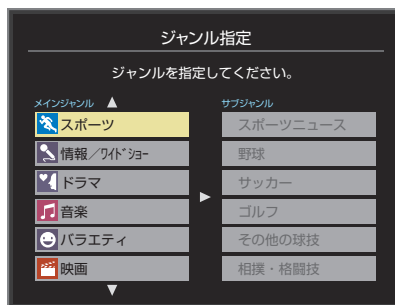 ジャンル指定
ジャンルを指定してください。
メインジャンル
スポーツ
情報／ﾜｲﾄﾞｼｮｰ
ドラマ
音楽
バラエティ
映画
サブジャンル
スポーツニュース
野球
サッカー
ゴルフ
その他の球技
相撲・格闘技